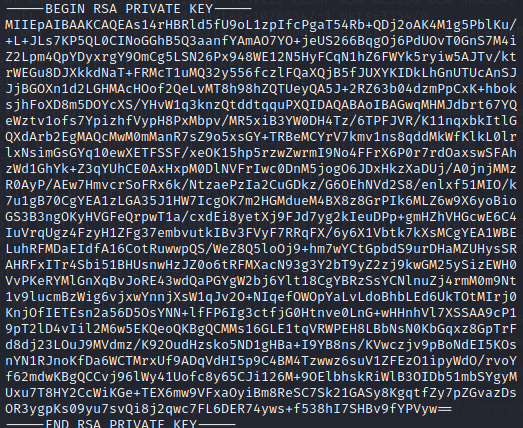 -----BEGIN RSA PRIVATE KEY-----
MIIEpAIBAAKCAQEAs14rHBRld5fU9oL1zpIfcPgaT54Rb+QDj2oAK4M1g5PblKu/
+L+JLs7KP5QL0CINoGGhB5Q3aanfYAmAO7YO+jeUS266BqgOj6PdUOvT0GnS7M4i
Z2Lpm4QpYDyxrgY9OmCg5LSN26Px948WE12N5HyFCqN1hZ6FWYk5ryiw5AJTv/kt
rWEGu8DJXkkdNaT+FRMcT1uMQ32y556fczlFQaXQjB5fJUXYKIDkLhGnUTUcAnSJ
JjBGOXn1d2LGHMAcHOof2QeLvMT8h98hZQTUeyQA5J+2RZ63b04dzmPpCxK+hbok
sjhFoXD8m5DOYcXS/YHvW1q3knzQtddtqquPXQIDAQABAoIBAGWqMHMJdbrt67YQ
eWztv1ofs7YpizhfVypH8PxMbpv/MR5xiB3YW0DH4Tz/6TPFJVR/K11nqxbkItlG
QXdArb2EgMAQcMwM0mManR7sZ9o5xsGY+TRBeMCYrV7kmv1ns8qddMkWfKlkL0lr
lxNsimGsGYq10ewXETFSSF/xeOK15hp5rzwZwrmI9No4FFrX6P0r7rdOaxswSFAh
zWd1GhYk+Z3qYUhCE0AxHxpM0DlNVFrIwc0DnM5jogO6JDxHkzXaDUj/A0jnjMMz
R0AyP/AEw7HmvcrSoFRx6k/NtzaePzIa2CuGDkz/G6OEhNVd2S8/enlxf51MIO/k
7u1gB70CgYEA1zLGA35J1HW7IcgOK7m2HGMdueM4BX8z8GrPIk6MLZ6w9X6yoBio
GS3B3ngOKyHVGFeQrpwT1a/cxdEi8yetXj9FJd7yg2kIeuDPp+gmHZhVHGcwE6C4
IuVrqUgz4FzyH1ZFg37embvutkIBv3FVyF7RRqFX/6y6X1Vbtk7kXsMCgYEA1WBE
LuhRFMDaEIdfA16CotRuwwpQS/WeZ8Q5loOj9+hm7wYCtGpbdS9urDHaMZUHysSR
AHRFxITr4Sbi51BHUsnwHzJZ0o6tRFMXacN93g3Y2bT9yZ2zj9kwGM25ySizEWH0
VvPKeRYMlGnXqBvJoRE43wdQaPGYgW2bj6Ylt18CgYBRzSsYCNlnuZj4rmM0m9Nt
1v9lucmBzWig6vjxwYnnjXsW1qJv2O+NIqefWOWpYaLvLdoBhbLEd6UkTOtMIrj0
KnjOfIETEsn2a56D5OsYNN+lfFP6Ig3ctfjG0Htnve0LnG+wHHnhVl7XSSAA9cP1
9pT2lD4vIil2M6w5EKQeoQKBgQCMMs16GLE1tqVRWPEH8LBbNsN0KbGqxz8GpTrF
d8dj23LOuJ9MVdmz/K92OudHzsko5ND1gHBa+I9YB8ns/KVwczjv9pBoNdEI5KOs
nYN1RJnoKfDa6WCTMrxUf9ADqVdHI5p9C4BM4Tzwwz6suV1ZFEzO1ipyWdO/rvoY
f62mdwKBgQCCvj96lWy41Uofc8y65CJi126M+9OElbhskRiWlB3OIDb51mbSYgyM
Uxu7T8HY2CcWiKGe+TEX6mw9VFxaOyiBm8ReSC7Sk21GASy8KgqtfZy7pZGvazDs
OR3ygpKs09yu7svQi8j2qwc7FL6DER74yws+f538hI7SHBv9fYPVyw==
-----END RSA PRIVATE KEY-----